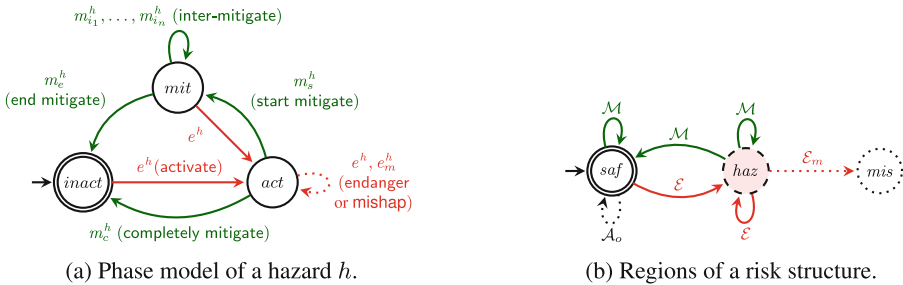 m^h_{i_1}, . . . , m^h_{i_n} (inter-mitigate)
m^h_e
(end mitigate)
mit
m^h_s
(start mitigate)
e^h
inact
e^h(activate)
act
e^h, e^h_m
(endanger
or mishap)
m^h_c (completely mitigate)
(a) Phase model of a hazard h.
M
M
M
saf
haz
E_m
mis
E
A_o
E
(b) Regions of a risk structure.